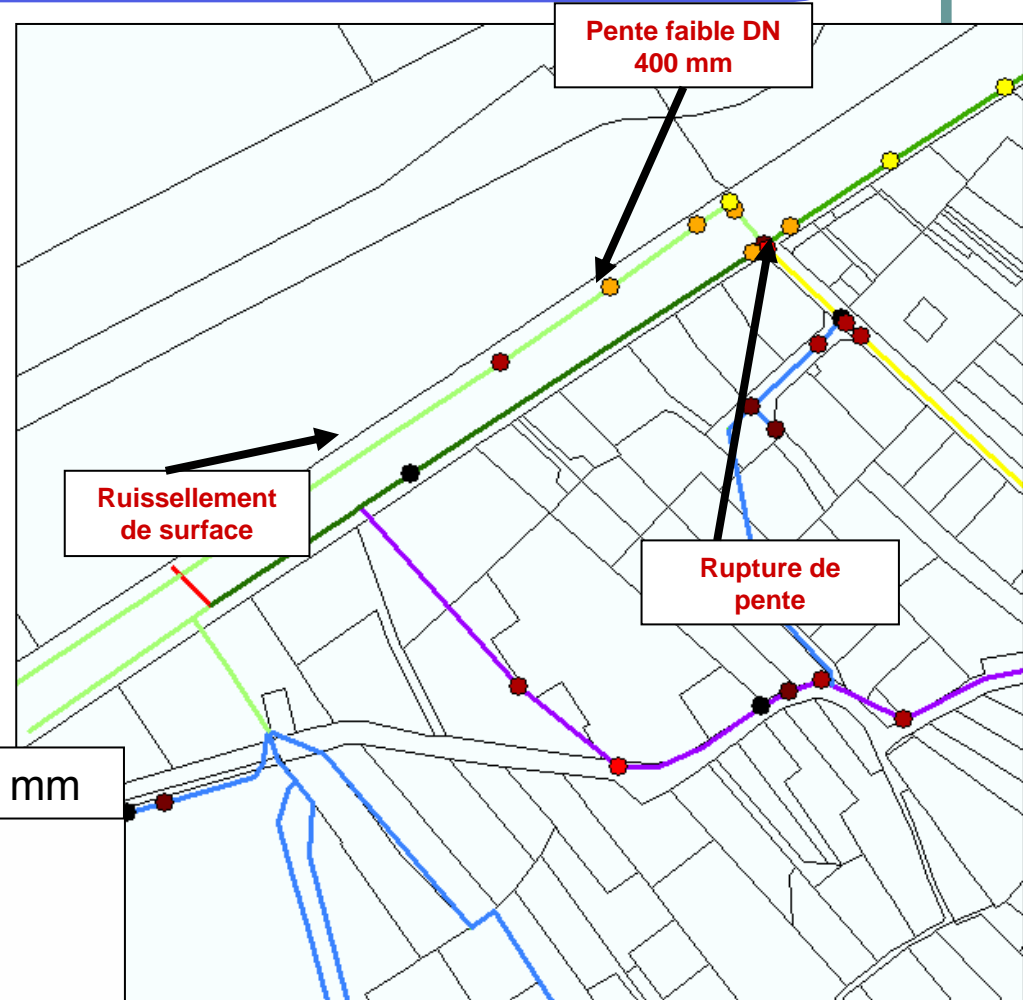 Pente faible DN
400 mm
Ruissellement
de surface
Rupture de
pente
mm